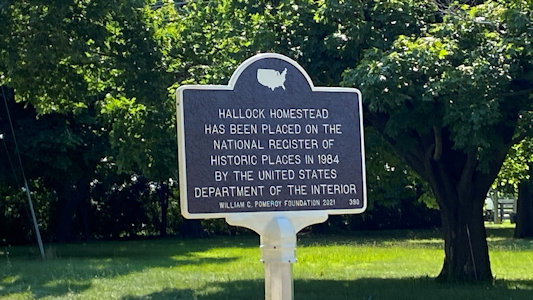 HALLOCK HOMESTEAD
HAS BEEN PLACED ON THE
NATIONAL REGISTER OF
HISTORIC PLACES IN 1984
BY THE UNITED STATES
DEPARTMENT OF THE INTERIOR
WILLIAM C. POMEROY FOUNDATION 2021 390